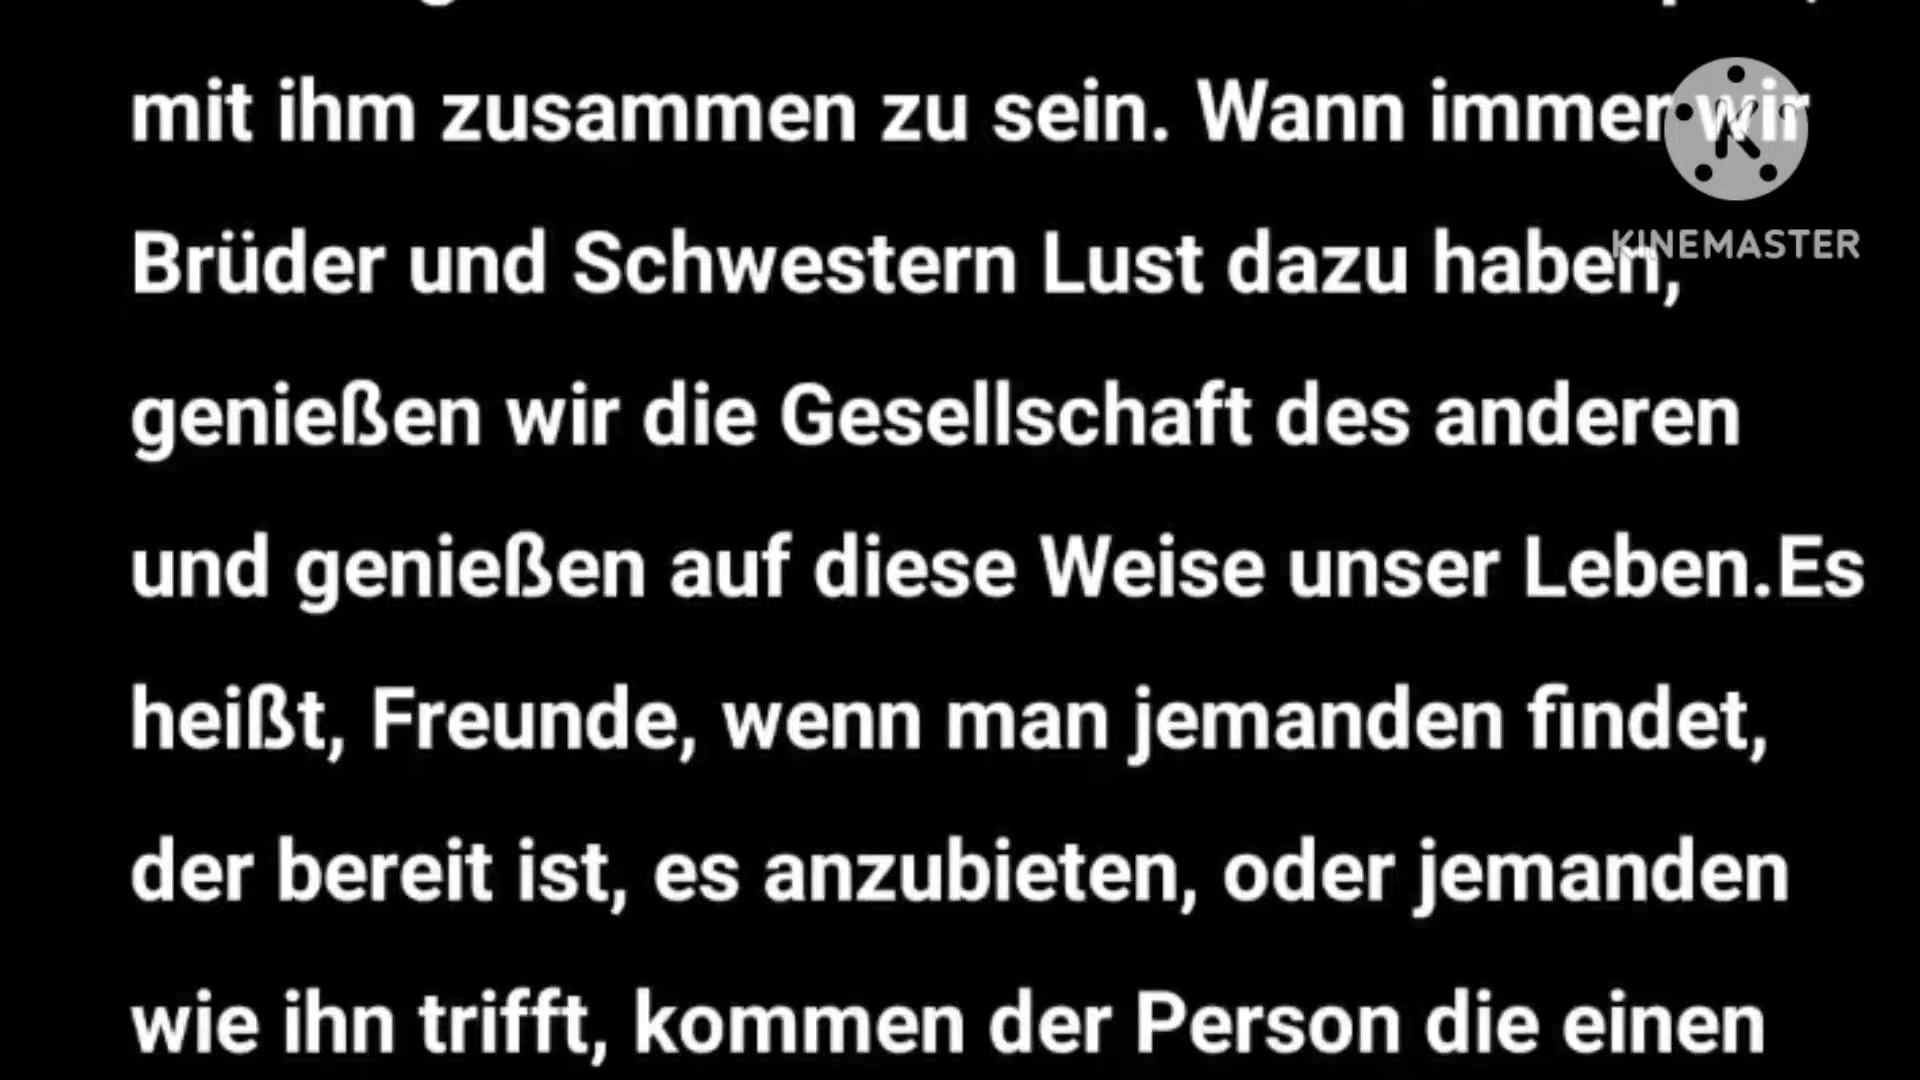 mit ihm zusammen zu sein. Wann immer wir
Brüder und Schwestern Lust dazu haben,
genießen wir die Gesellschaft des anderen
und genießen auf diese Weise unser Leben.Es
heißt, Freunde, wenn man jemanden findet,
der bereit ist, es anzubieten, oder jemanden
wie ihn trifft, kommen der Person die einen
K
KINEMASTER